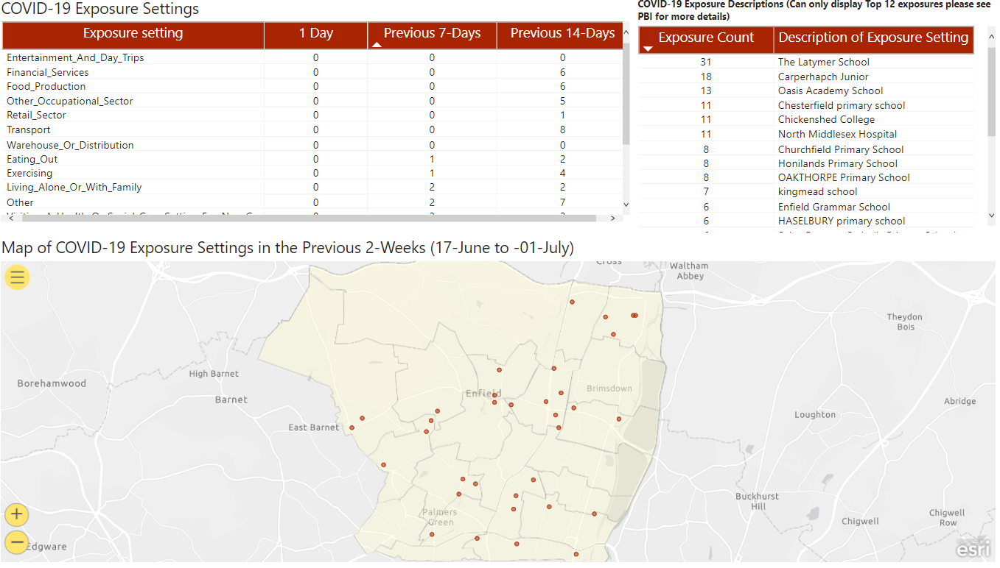 COVID-19 Exposure Settings
Exposure setting 1 Day Previous 7-Days Previous 14-Days
Entertainment_And_Day_Trips 0 0 0
Financial_Services 0 0 6
Food_Production 0 0 6
Other_Occupational_Sector 0 0 5
Retail_Sector 0 0 1
Transport 0 0 8
Warehouse_Or_Distribution 0 0 0
Eating_Out 0 1 2
Exercising 0 1 4
Living_Alone_Or_With_Family 0 2 2
Other 0 2 7
COVID-19 Exposure Descriptions (Can only display Top 12 exposures please see
PBI for more details)
Exposure Count Description of Exposure Setting
31 The Latymer School
18 Carperhapch Junior
13 Oasis Academy School
11 Chesterfield primary school
11 Chickenshed College
11 North Middlesex Hospital
8 Churchfield Primary School
8 Honilands Primary School
8 OAKTHORPE Primary School
7 kingmead school
6 Enfield Grammar School
6 HASELBURY primary school
Map of COVID-19 Exposure Settings in the Previous 2-Weeks (17-June to -01-July)
Cross
Waltham
Abbey
Theydon
Bois
High Barnet
Borehamwood
Barnet
Enfield
Brimsdown
Abridge
Loughton
East Barnet
Buckhurst
Hill
Palmers
Green
Chigwell
Chigwell
Row
Edgware
esri